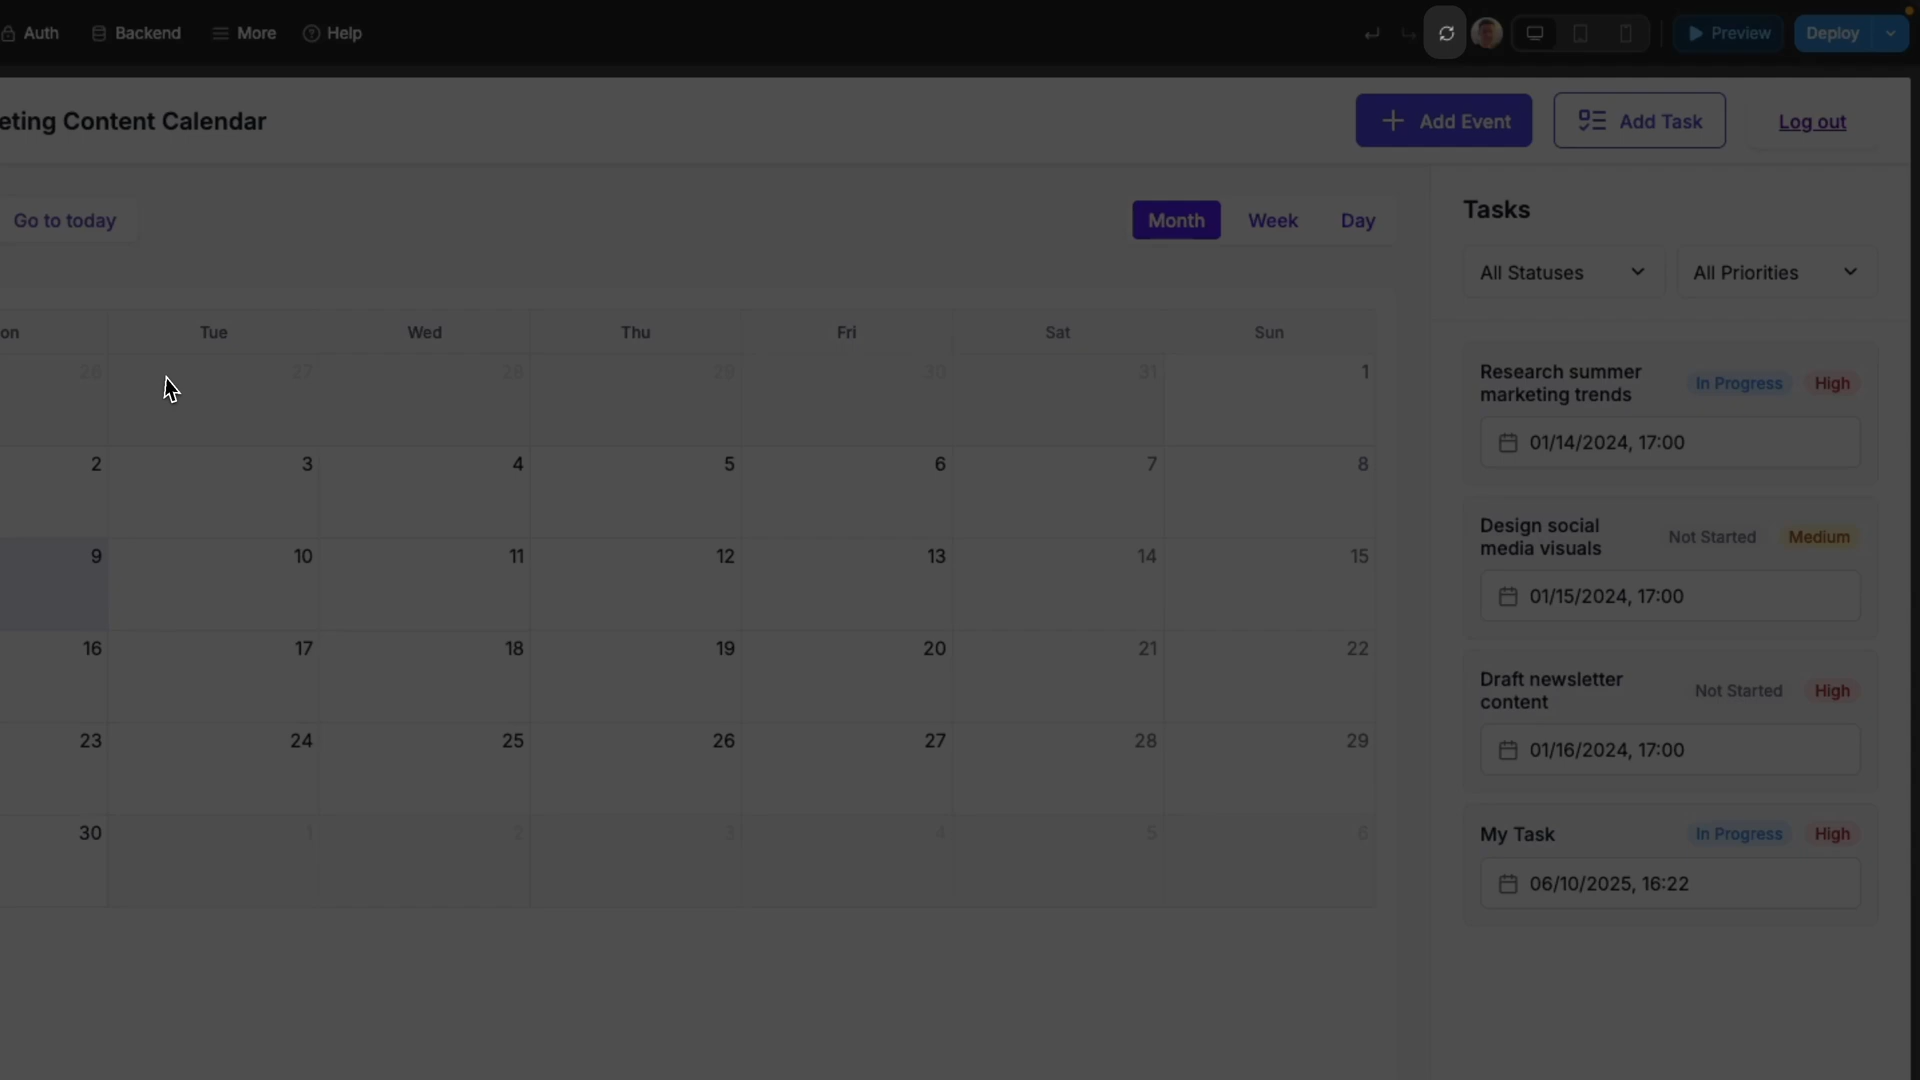 Auth
Backend
More
Help
Preview
Deploy
eting Content Calendar
Add Event
Add Task
Log out
Go to today
Month
Week
Day
Tasks
All Statuses
All Priorities
on
Tue
Wed
Thu
Fri
Sat
Sun
26
27
28
29
30
31
1
2
3
4
5
6
7
8
9
10
11
12
13
14
15
16
17
18
19
20
21
22
23
24
25
26
27
28
29
30
1
2
3
4
5
6
Research summer
marketing trends
In Progress
High
01/14/2024, 17:00
Design social
media visuals
Not Started
Medium
01/15/2024, 17:00
Draft newsletter
content
Not Started
High
01/16/2024, 17:00
My Task
In Progress
High
06/10/2025, 16:22